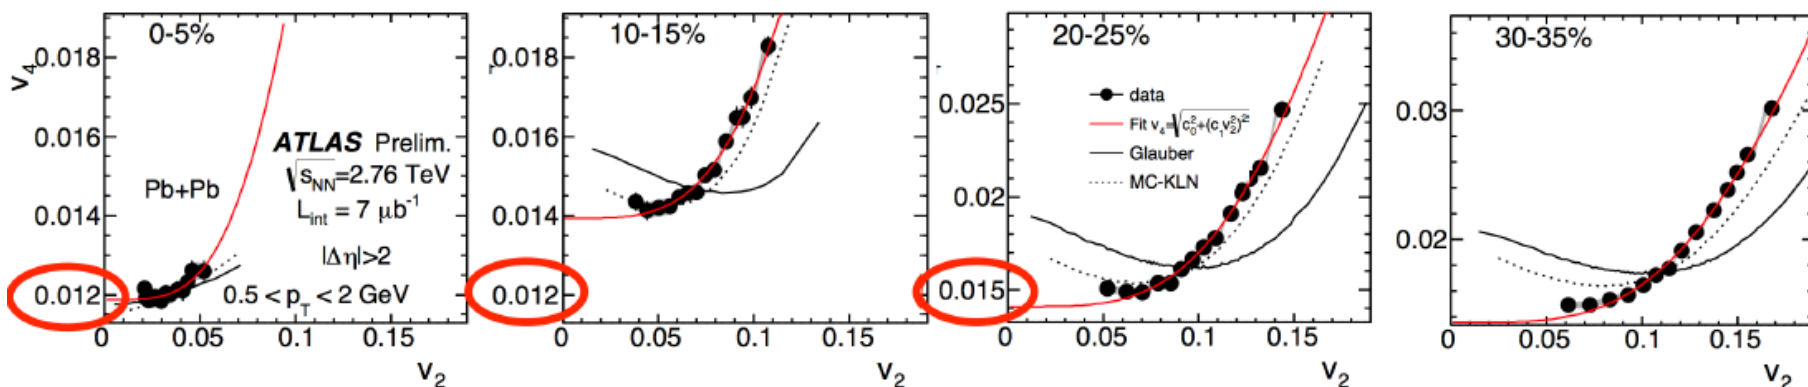 v₄
0.018
0.016
0.014
0.012
0-5%
ATLAS Prelim.
Pb+Pb
√s_NN=2.76 TeV
L_int = 7 μb⁻¹
|Δη|>2
0.5 < p_T < 2 GeV
0 0.05 0.1 0.15
v₂
0.018
0.016
0.014
0.012
10-15%
0 0.05 0.1 0.15
v₂
0.025
0.02
0.015
20-25%
data
Fit v₄=√c₀²+(c₁v₂²)²
Glauber
MC-KLN
0 0.05 0.1 0.15
v₂
0.03
0.02
30-35%
0 0.05 0.1 0.15
v₂